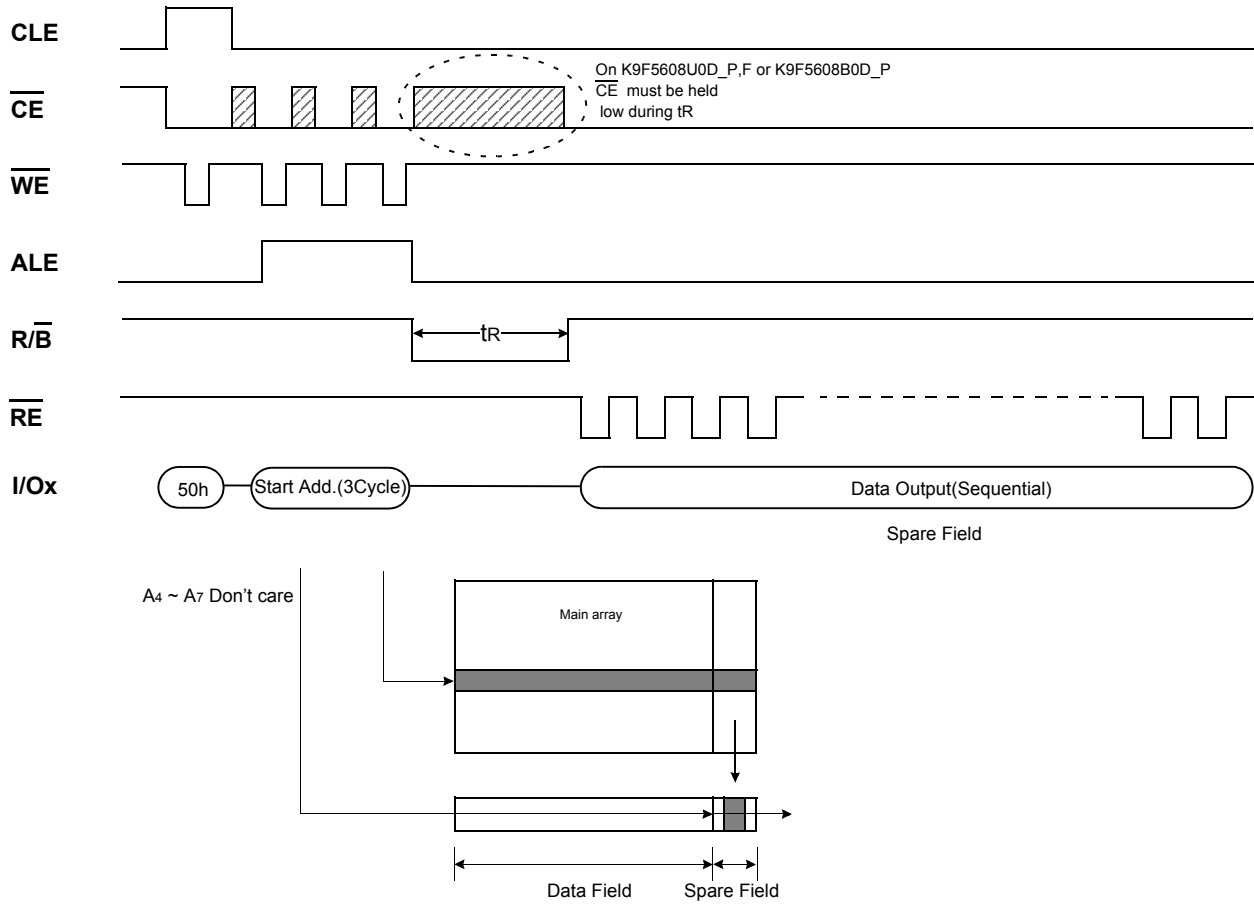 CLE
On K9F5608U0D_P,F or K9F5608B0D_P
CE must be held
low during tR
CE
WE
ALE
R/B
tR
RE
I/Ox
50h
Start Add.(3Cycle)
Data Output(Sequential)
Spare Field
A4 ~ A7 Don't care
Main array
Data Field
Spare Field